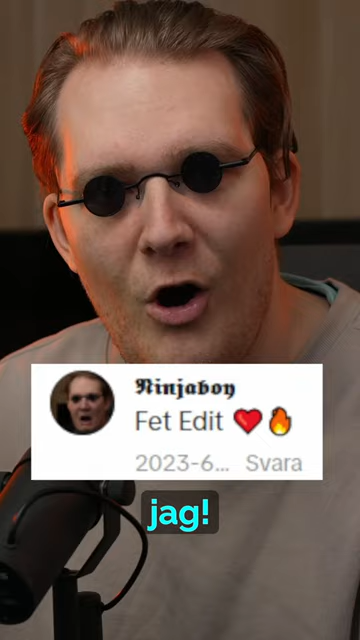 𝕹𝖎𝖓𝖏𝖆𝖇𝖔𝖞
Fet Edit ❤️🔥
2023-6... Svara
jag!